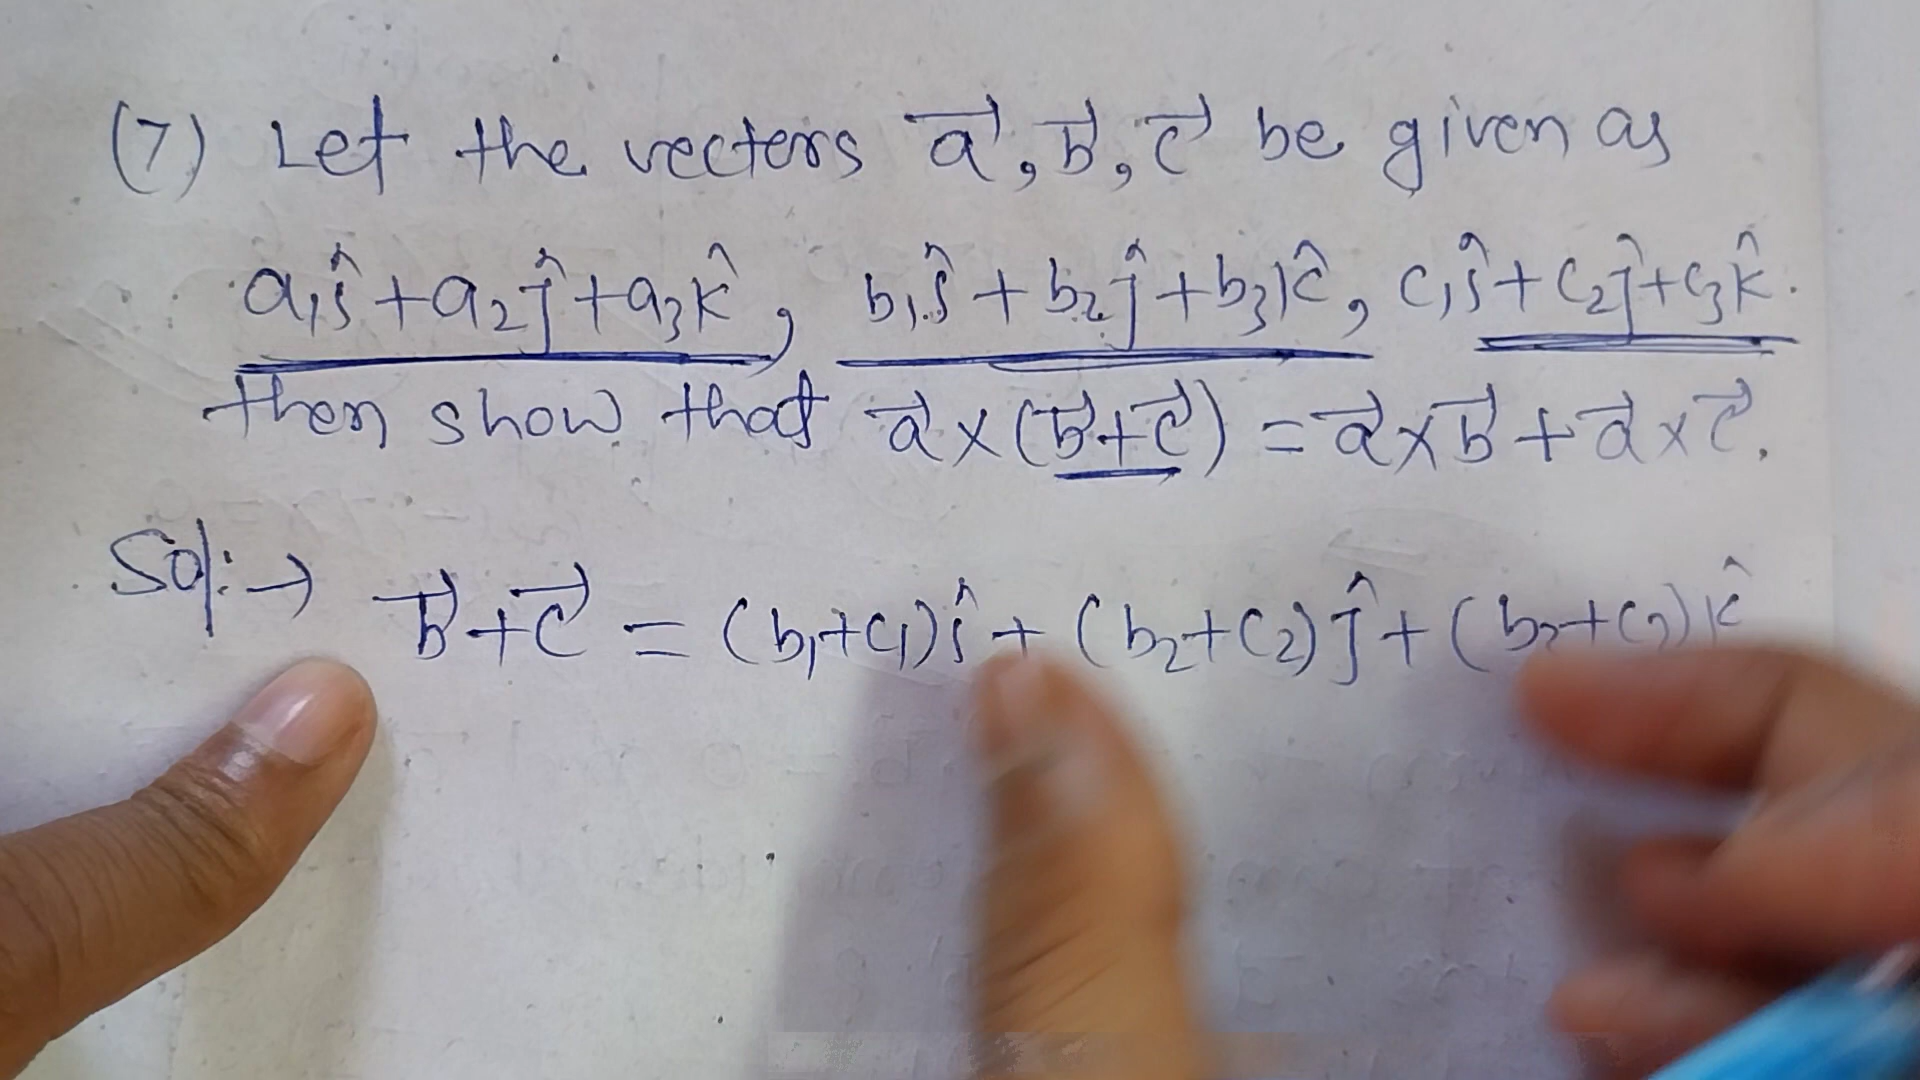 (7) Let the vectors a⃗, b⃗, c⃗ be given as
a₁î + a₂ĵ + a₃k̂, b₁î + b₂ĵ + b₃k̂, c₁î + c₂ĵ + c₃k̂.
then show that a⃗ × (b⃗ + c⃗) = a⃗ × b⃗ + a⃗ × c⃗.
Sol:→ b⃗ + c⃗ = (b₁+c₁)î + (b₂+c₂)ĵ + (b₃+c₃)k̂